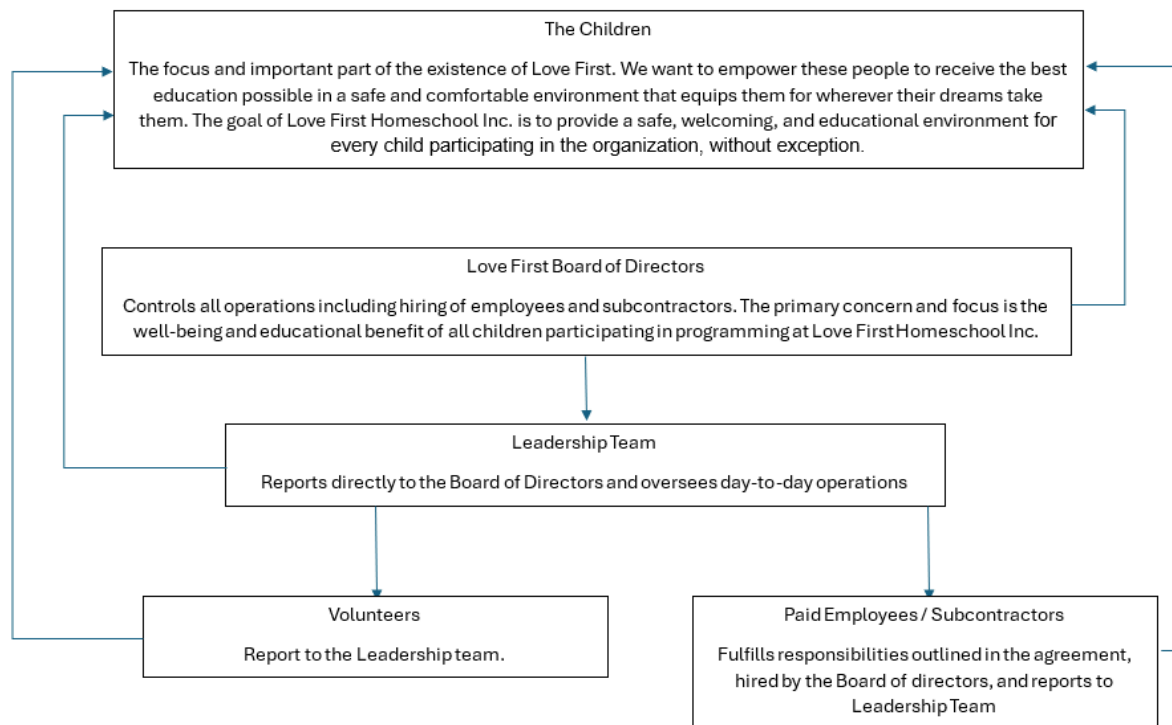 The Children
The focus and important part of the existence of Love First. We want to empower these people to receive the best
education possible in a safe and comfortable environment that equips them for wherever their dreams take
them. The goal of Love First Homeschool Inc. is to provide a safe, welcoming, and educational environment for
every child participating in the organization, without exception.
Love First Board of Directors
Controls all operations including hiring of employees and subcontractors. The primary concern and focus is the
well-being and educational benefit of all children participating in programming at Love First Homeschool Inc.
Leadership Team
Reports directly to the Board of Directors and oversees day-to-day operations
Volunteers
Report to the Leadership team.
Paid Employees / Subcontractors
Fulfills responsibilities outlined in the agreement,
hired by the Board of directors, and reports to
Leadership Team